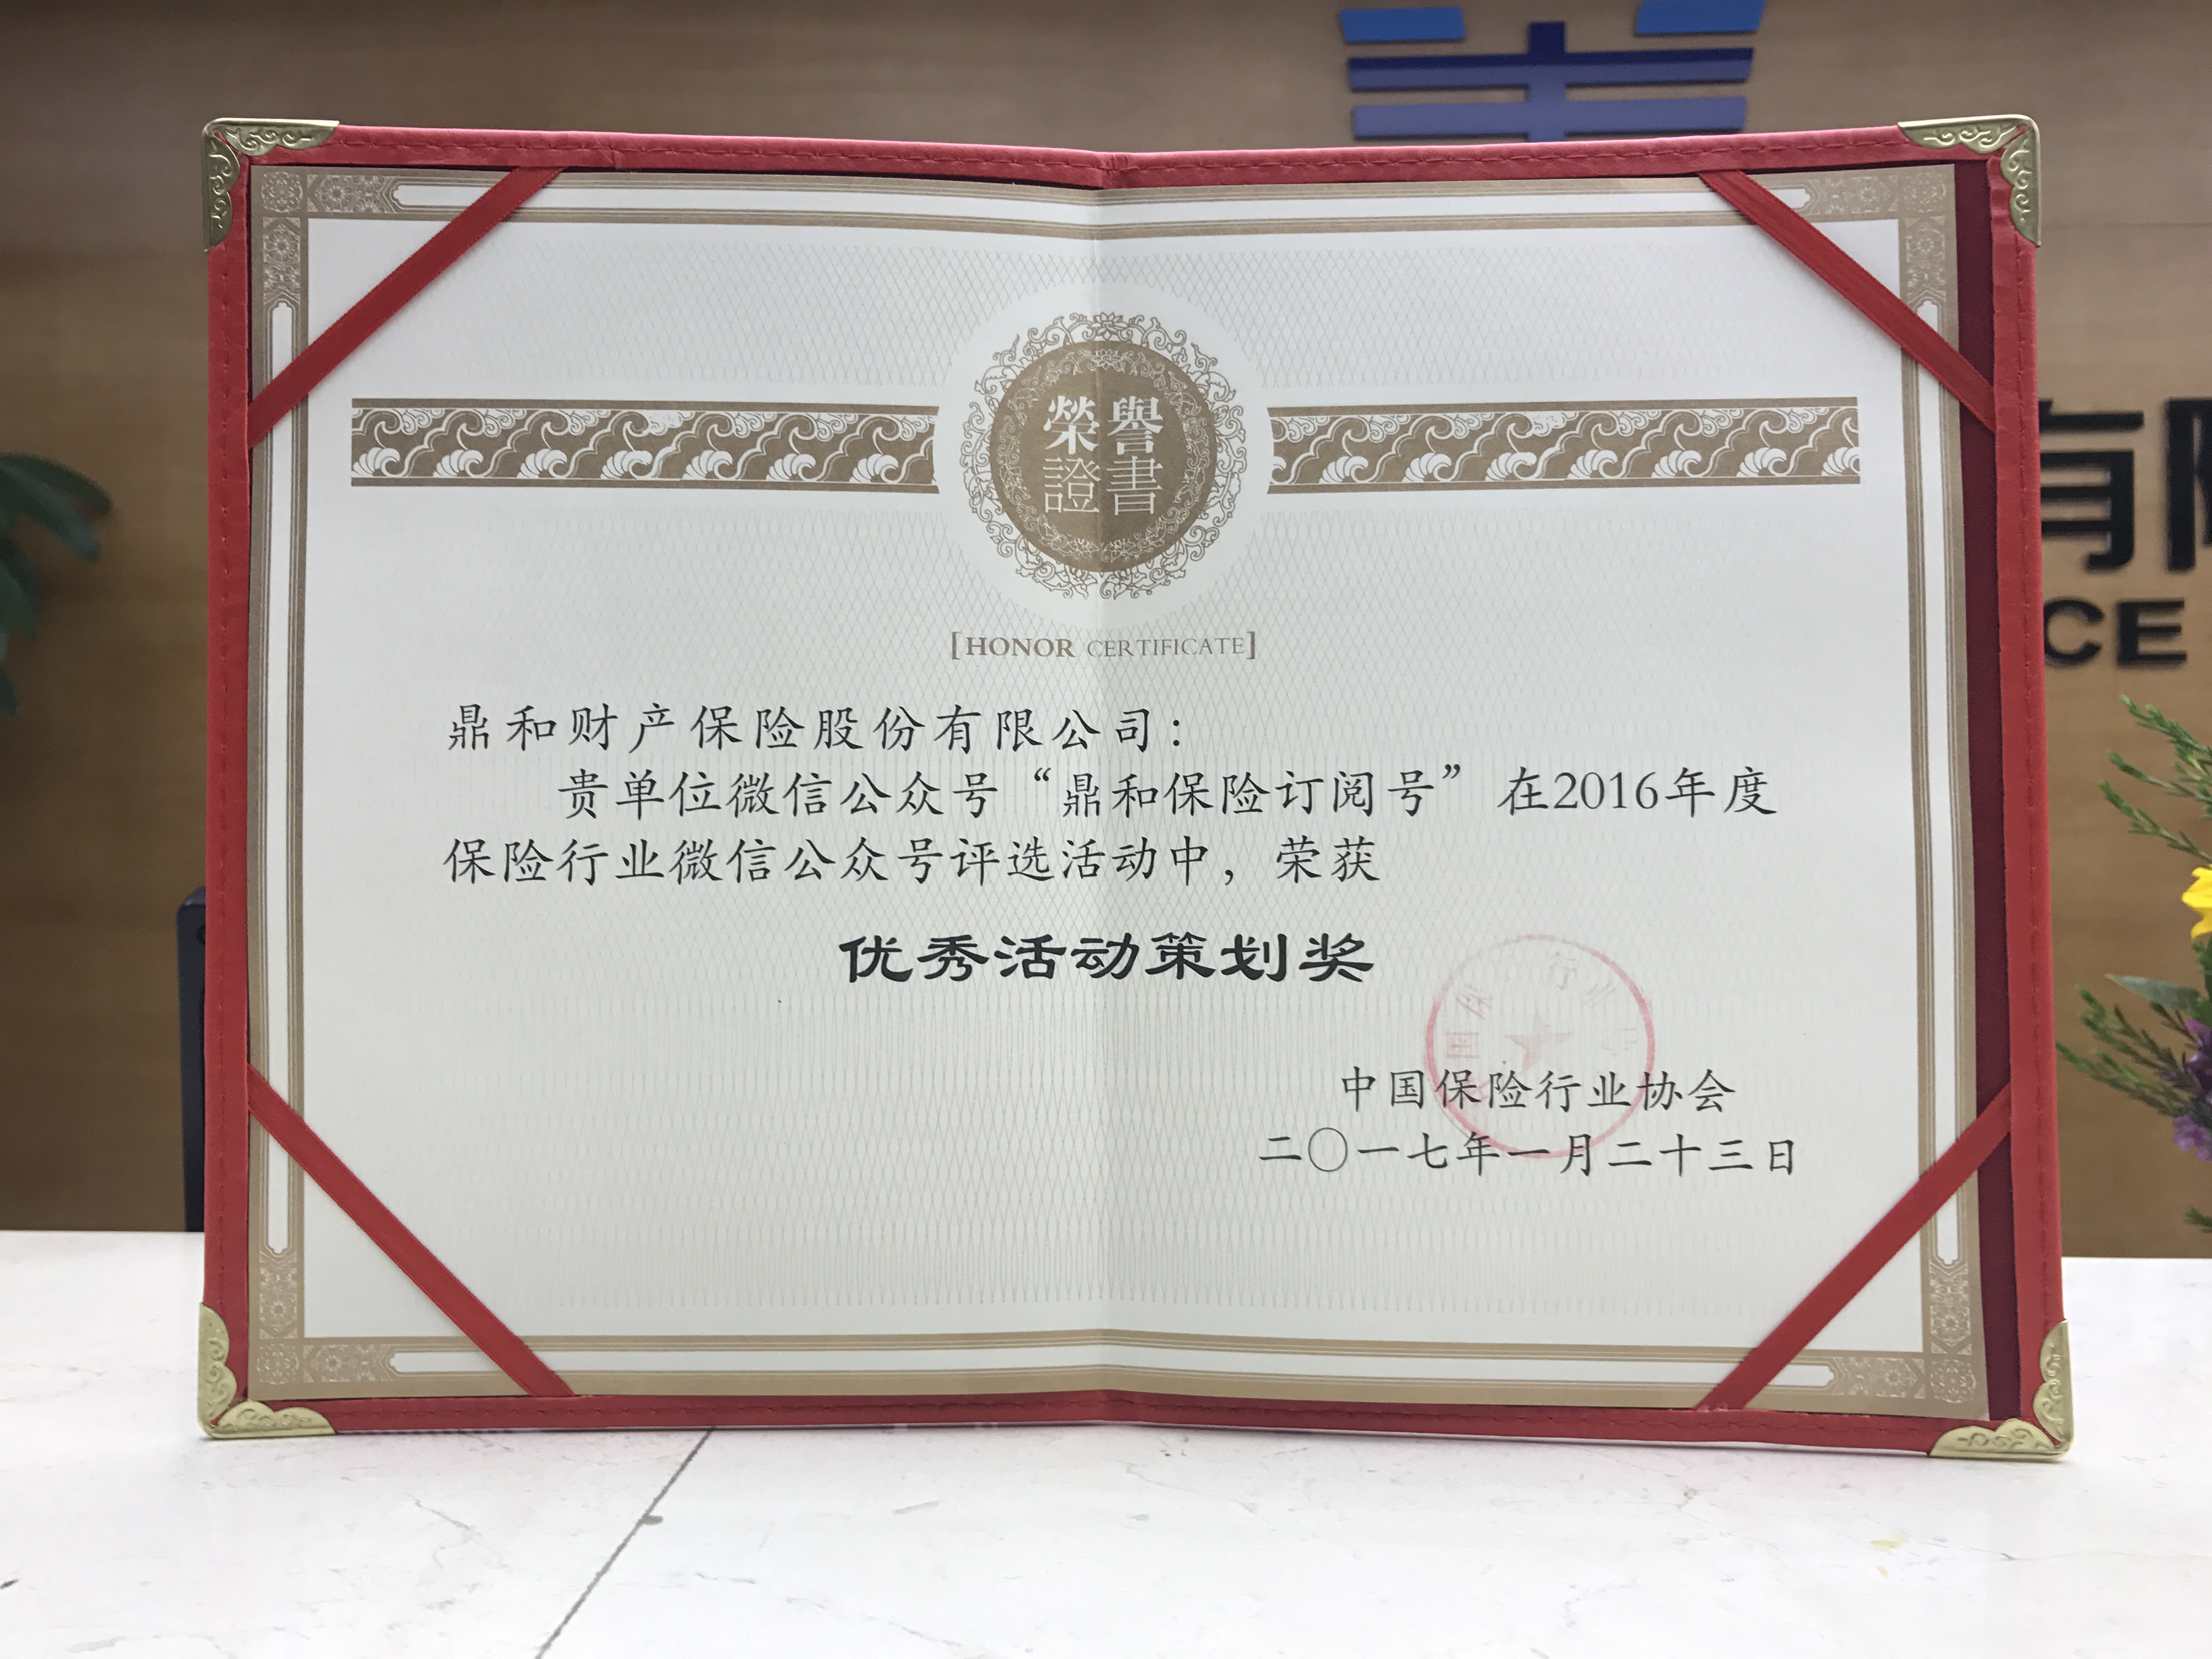 榮譽
證書
[HONOR CERTIFICATE]
鼎和财产保险股份有限公司：
贵单位微信公众号“鼎和保险订阅号”在2016年度
保险行业微信公众号评选活动中，荣获
优秀活动策划奖
中国保险行业协会
二〇一七年一月二十三日
有限
CE